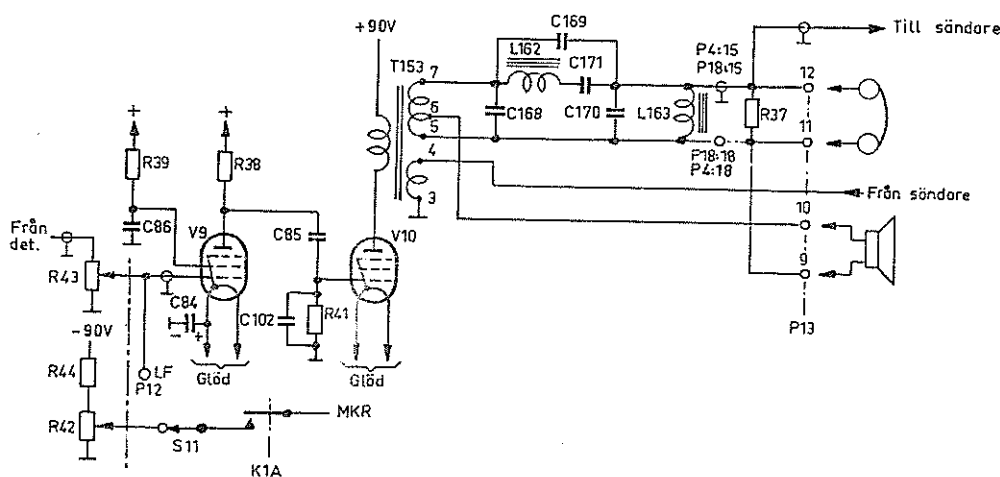 +90V
C169
Till sändare
L162
C171
P4:15
P18:15
T153
7
12
C168
C170
L163
R37
6
5
11
4
P18:18
P4:18
+
+
R39
R38
3
Från söndare
10
C86
Från
det.
V9
C85
V10
R43
9
C84
R41
-90V
C102
- +
P13
R44
LF
P12
Glöd
Glöd
R42
MKR
S11
K1A